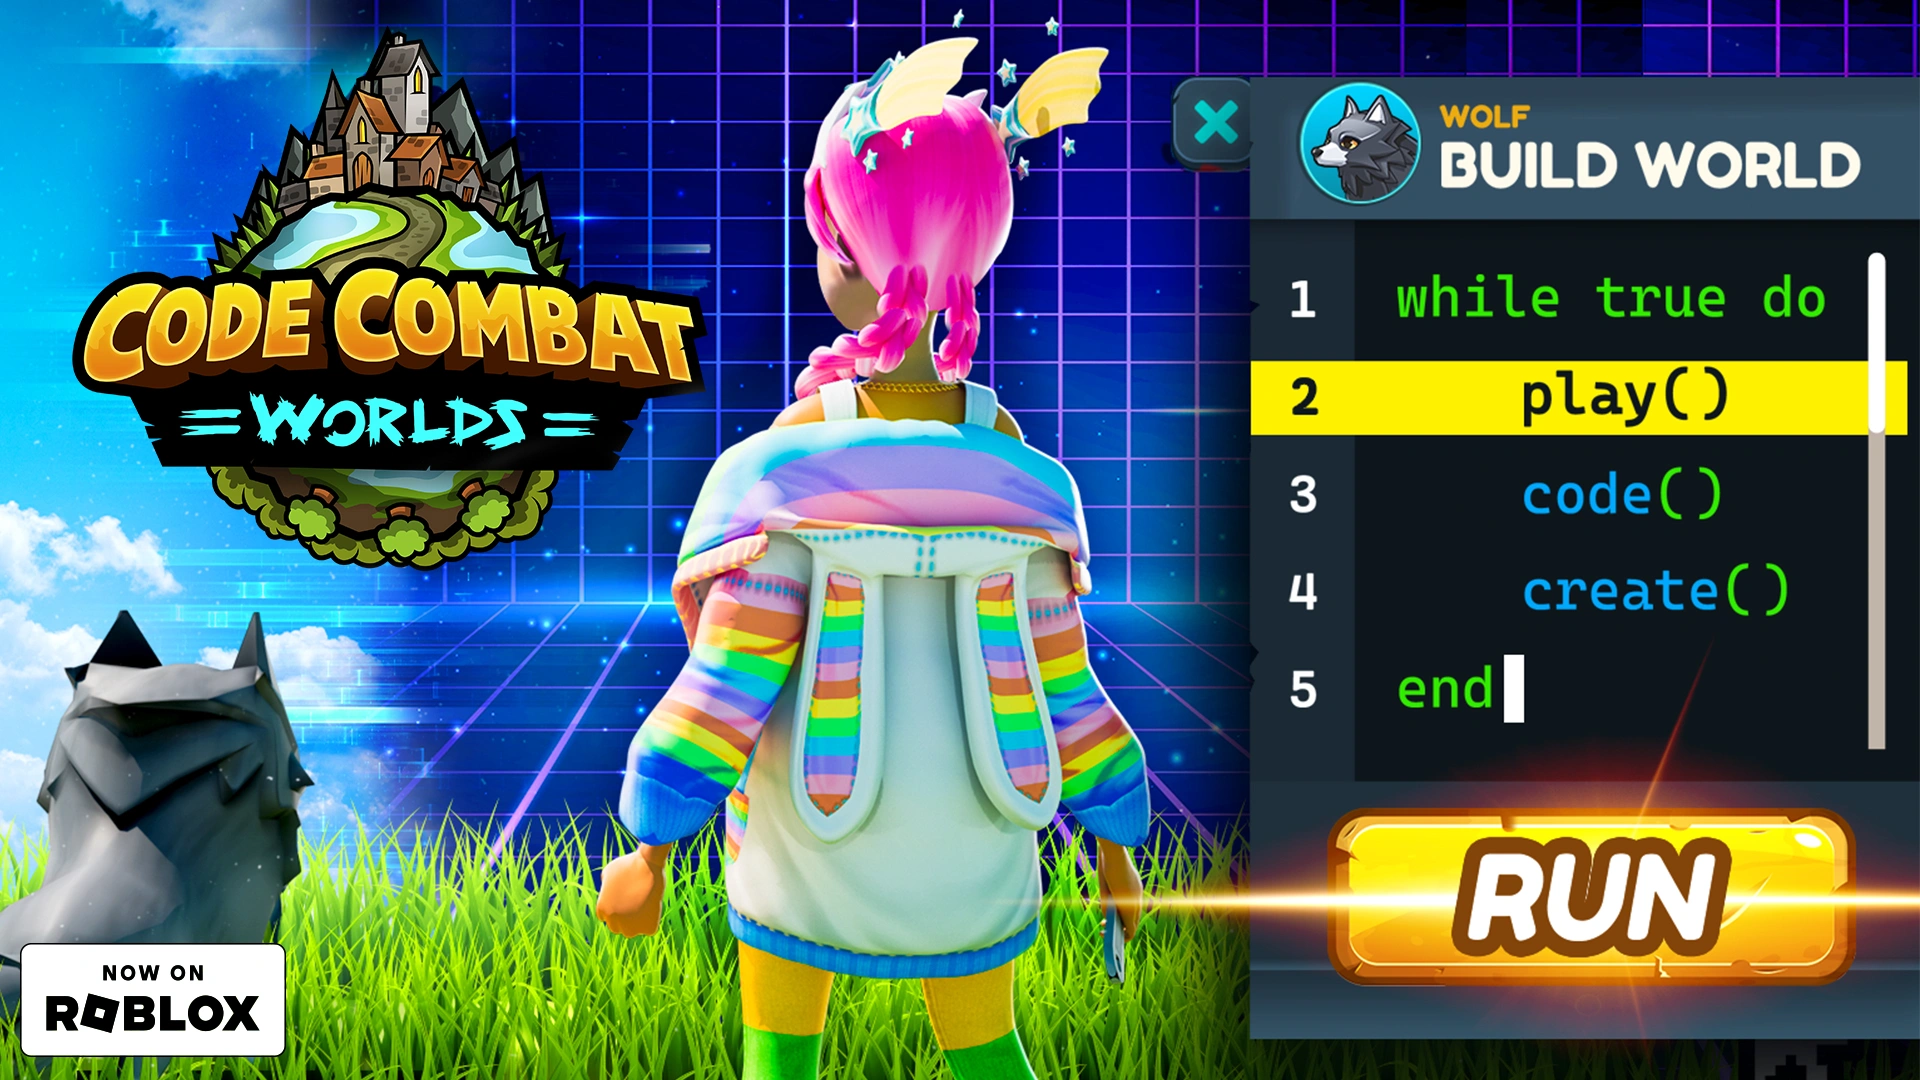 CODE COMBAT
= WORLDS =
NOW ON
ROBLOX
WOLF
BUILD WORLD
1 while true do
2 play()
3 code()
4 create()
5 end
RUN